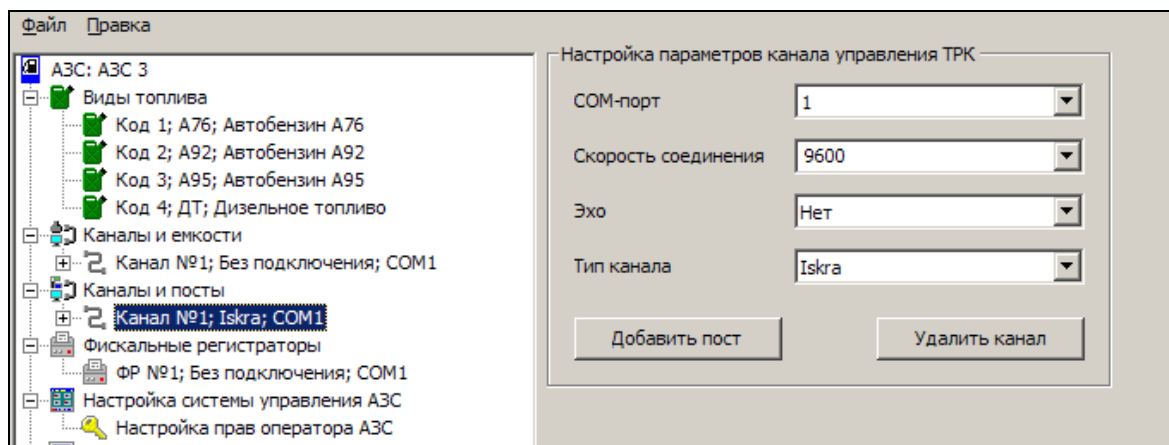 Файл Правка
АЗС: АЗС 3
Виды топлива
Код 1; А76; Автобензин А76
Код 2; А92; Автобензин А92
Код 3; А95; Автобензин А95
Код 4; ДТ; Дизельное топливо
Каналы и емкости
Канал №1; Без подключения; COM1
Каналы и посты
Канал №1; Iskra; COM1
Фискальные регистраторы
ФР №1; Без подключения; COM1
Настройка системы управления АЗС
Настройка прав оператора АЗС
Настройка параметров канала управления ТРК
COM-порт 1
Скорость соединения 9600
Эхо Нет
Тип канала Iskra
Добавить пост Удалить канал